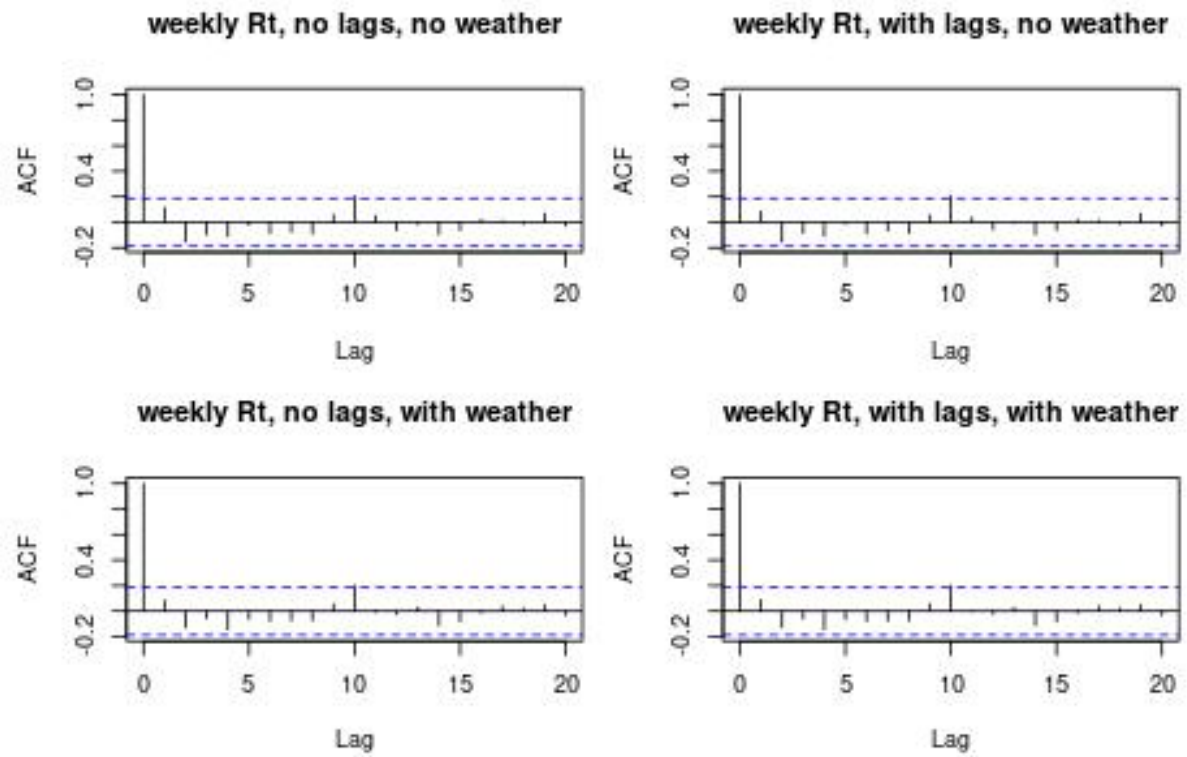 weekly Rt, no lags, no weather
weekly Rt, with lags, no weather
ACF
-0.2 0.4 1.0
0 5 10 15 20
Lag
ACF
-0.2 0.4 1.0
0 5 10 15 20
Lag
weekly Rt, no lags, with weather
weekly Rt, with lags, with weather
ACF
-0.2 0.4 1.0
0 5 10 15 20
Lag
ACF
-0.2 0.4 1.0
0 5 10 15 20
Lag